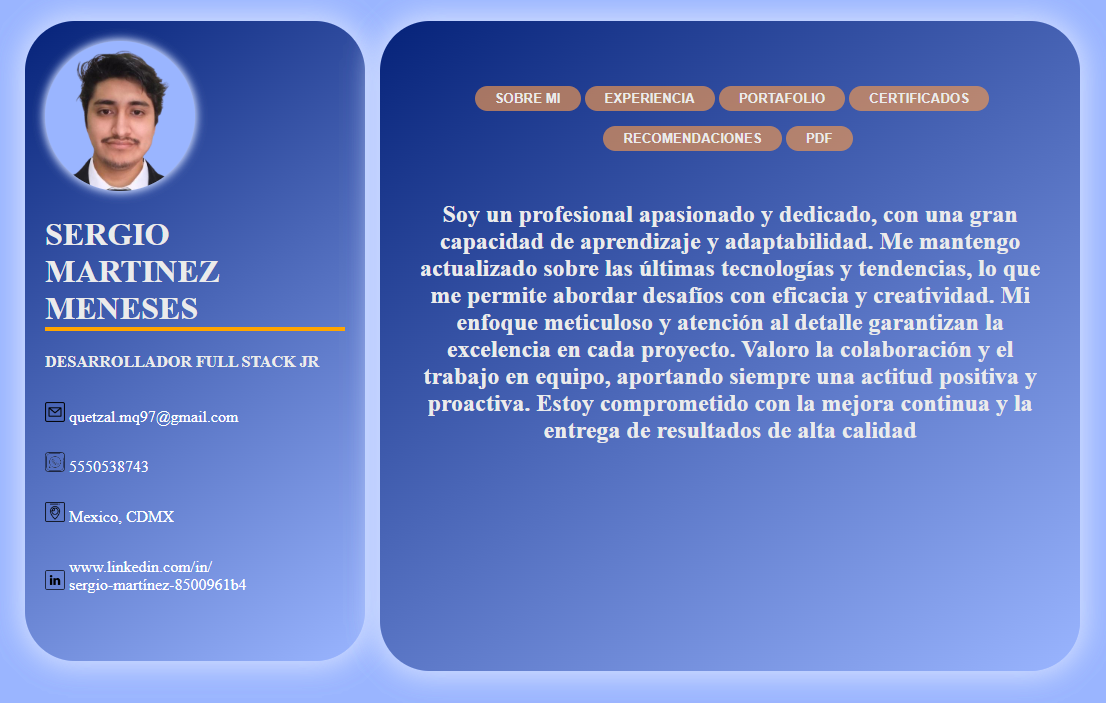 SERGIO
MARTINEZ
MENESES
DESARROLLADOR FULL STACK JR
quetzal.mq97@gmail.com
5550538743
Mexico, CDMX
www.linkedin.com/in/
sergio-martínez-8500961b4
in
SOBRE MI EXPERIENCIA PORTAFOLIO CERTIFICADOS
RECOMENDACIONES PDF
Soy un profesional apasionado y dedicado, con una gran
capacidad de aprendizaje y adaptabilidad. Me mantengo
actualizado sobre las últimas tecnologías y tendencias, lo que
me permite abordar desafíos con eficacia y creatividad. Mi
enfoque meticuloso y atención al detalle garantizan la
excelencia en cada proyecto. Valoro la colaboración y el
trabajo en equipo, aportando siempre una actitud positiva y
proactiva. Estoy comprometido con la mejora continua y la
entrega de resultados de alta calidad